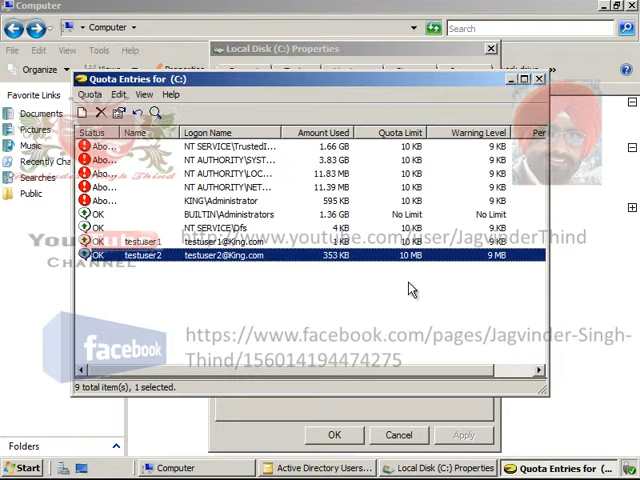 Computer
Computer
Search
File Edit View Tools
Local Disk (C:) Properties
Organize
Favorite Links
Documents
Pictures
Music
Recently Cha
Searches
Public
Quota Entries for (C:)
Quota Edit View Help
Status Name Logon Name Amount Used Quota Limit Warning Level Per
Abo... NT SERVICE\TrustedI... 1.66 GB 10 KB 9 KB
Abo... NT AUTHORITY\SYST... 3.83 GB 10 KB 9 KB
Abo... NT AUTHORITY\LOC... 11.83 MB 10 KB 9 KB
Abo... NT AUTHORITY\NET... 11.39 MB 10 KB 9 KB
Abo... KING\Administrator 595 KB 10 KB 9 KB
OK BUILTIN\Administrators 1.36 GB No Limit No Limit
OK NT SERVICE\Dfs 4 KB 10 KB 9 KB
OK testuser1 testuser1@King.com 1 KB 10 KB 9 KB
OK testuser2 testuser2@King.com 353 KB 10 MB 9 MB
YouTube
CHANNEL
http://www.youtube.com/user/JagvinderThind
facebook
https://www.facebook.com/pages/Jagvinder-Singh-
Thind/156014194474275
9 total item(s), 1 selected.
OK Cancel Apply
Folders
Start Computer Active Directory Users... Local Disk (C:) Properties Quota Entries for (...